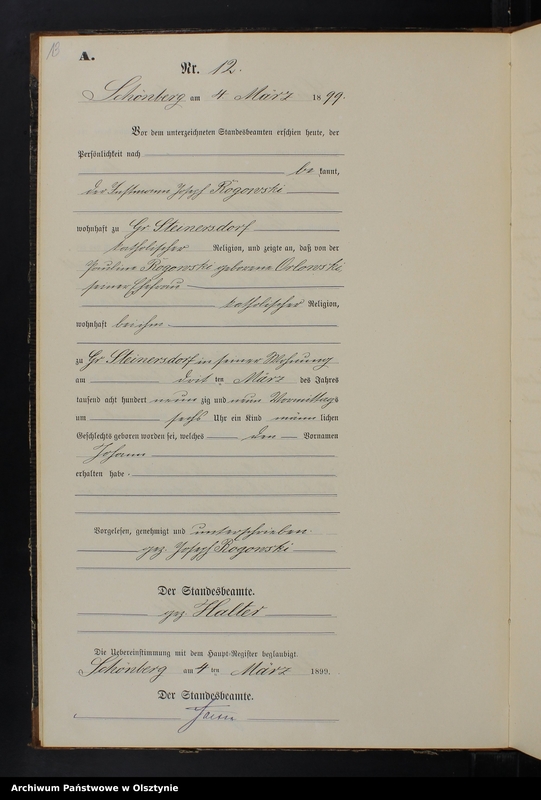 13
A.
Nr. 12.
Schönberg am 4 März 1899.
Vor dem unterzeichneten Standesbeamten erschien heute, der
Persönlichkeit nach
be kannt,
der Instmann Josef Rogowski
wohnhaft zu Gr. Steinersdorf
katholischer Religion, und zeigte an, daß von der
Pauline Rogowski geborene Orlowski,
seiner Ehefrau
katholischer Religion,
wohnhaft bei ihm
zu Gr. Steinersdorf in seiner Wohnung
am drit ten März des Jahres
tausend acht hundert neun zig und neun Vormittags
um sechs Uhr ein Kind männ lichen
Geschlechts geboren worden sei, welches den Vornamen
Johann
erhalten habe.
Vorgelesen, genehmigt und unterschrieben.
gez. Josef Rogowski
Der Standesbeamte.
gez. Halter
Die Uebereinstimmung mit dem Haupt-Register beglaubigt.
Schönberg am 4 ten März 1899.
Der Standesbeamte.
Archiwum Państwowe w Olsztynie